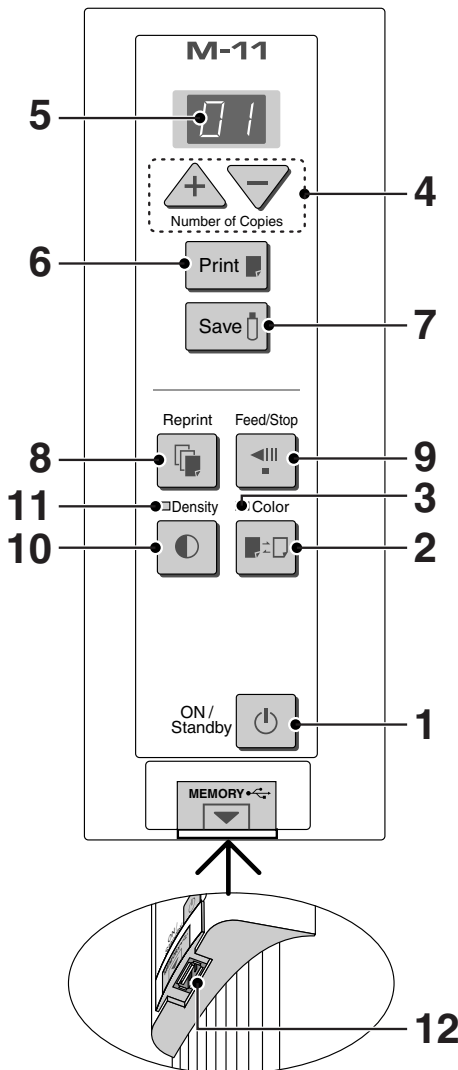 M-11
5
01
4
Number of Copies
6
Print
Save
7
Reprint
Feed/Stop
8
9
11
Density
3
Color
10
2
ON /
Standby
1
MEMORY
12